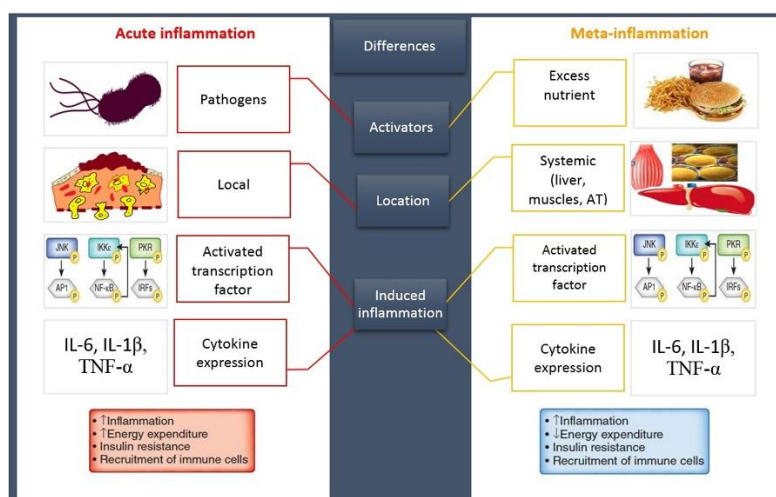 Acute inflammation
Differences
Meta-inflammation
Pathogens
Activators
Excess
nutrient
Local
Location
Systemic
(liver,
muscles, AT)
JNK P IKKε P PKR P
AP1 P NF-κB P IRFs P
Activated
transcription
factor
Induced
inflammation
Activated
transcription
factor
JNK P IKKε P PKR P
AP1 P NF-κB P IRFs P
IL-6, IL-1β,
TNF-α
Cytokine
expression
Cytokine
expression
IL-6, IL-1β,
TNF-α
• ↑Inflammation
• ↑Energy expenditure
• Insulin resistance
• Recruitment of immune cells
• ↑Inflammation
• ↓Energy expenditure
• Insulin resistance
• Recruitment of immune cells